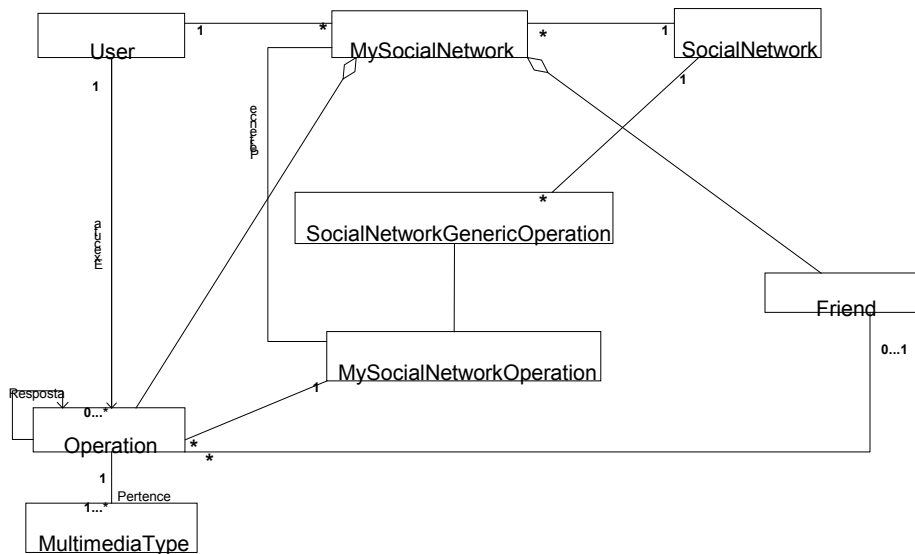 User
1
*
MySocialNetwork
*
1
SocialNetwork
1
1
Pertence
*
SocialNetworkGenericOperation
Executa
Friend
0...1
MySocialNetworkOperation
1
Resposta
0...*
Operation
*
*
1
Pertence
1...*
MultimediaType